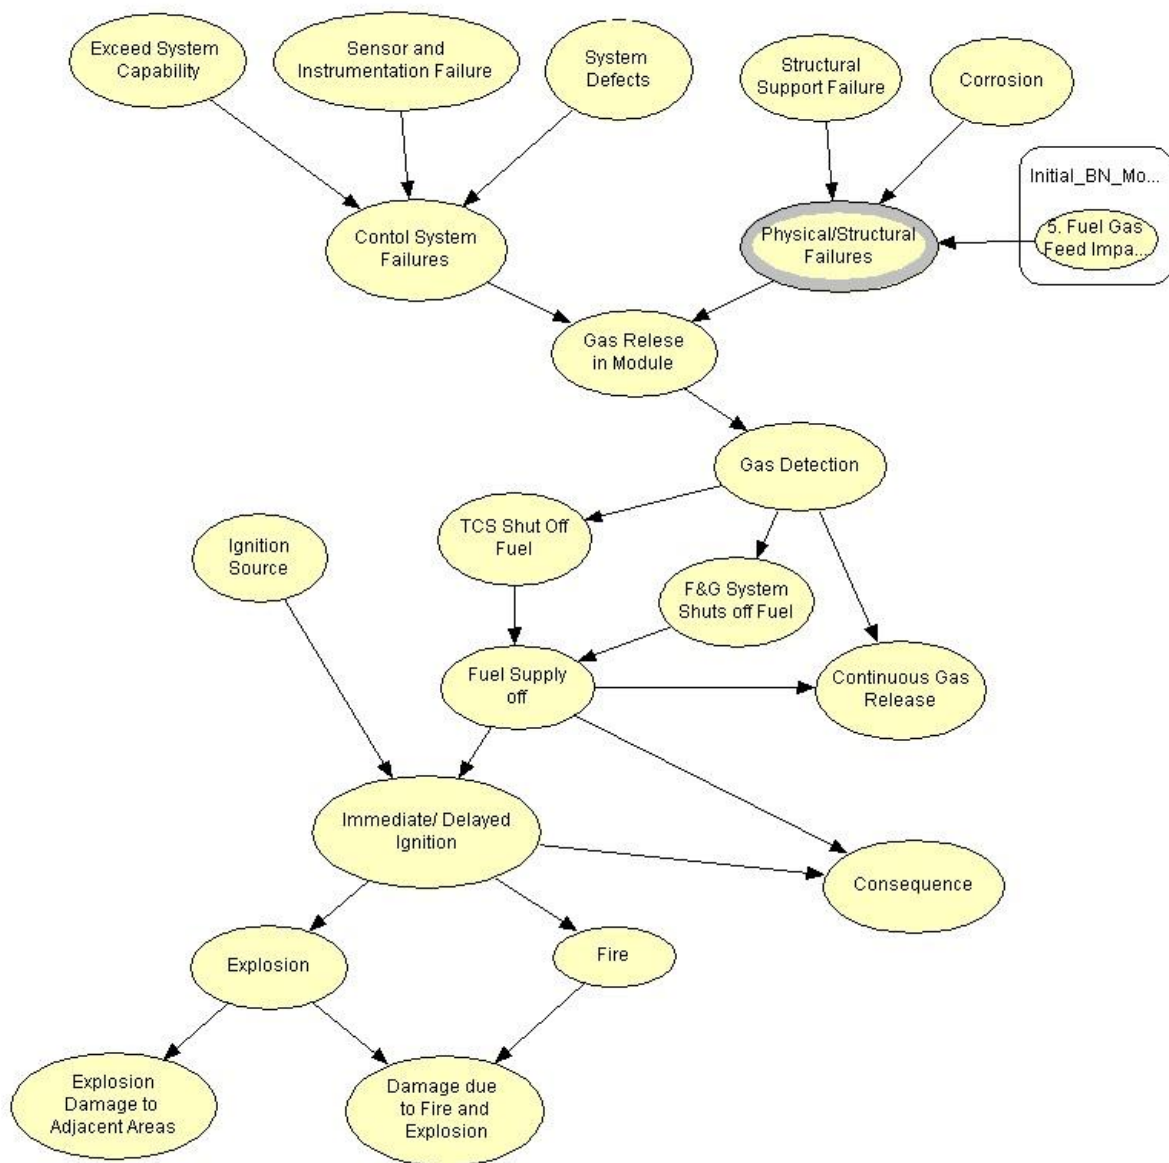 Exceed System
Capability
Sensor and
Instrumentation Failure
System
Defects
Structural
Support Failure
Corrosion
Initial_BN_Mo...
5. Fuel Gas
Feed Impa...
Contol System
Failures
Physical/Structural
Failures
Gas Relese
in Module
Gas Detection
TCS Shut Off
Fuel
Ignition
Source
F&G System
Shuts off Fuel
Fuel Supply
off
Continuous Gas
Release
Immediate/ Delayed
Ignition
Consequence
Explosion
Fire
Explosion
Damage to
Adjacent Areas
Damage due
to Fire and
Explosion